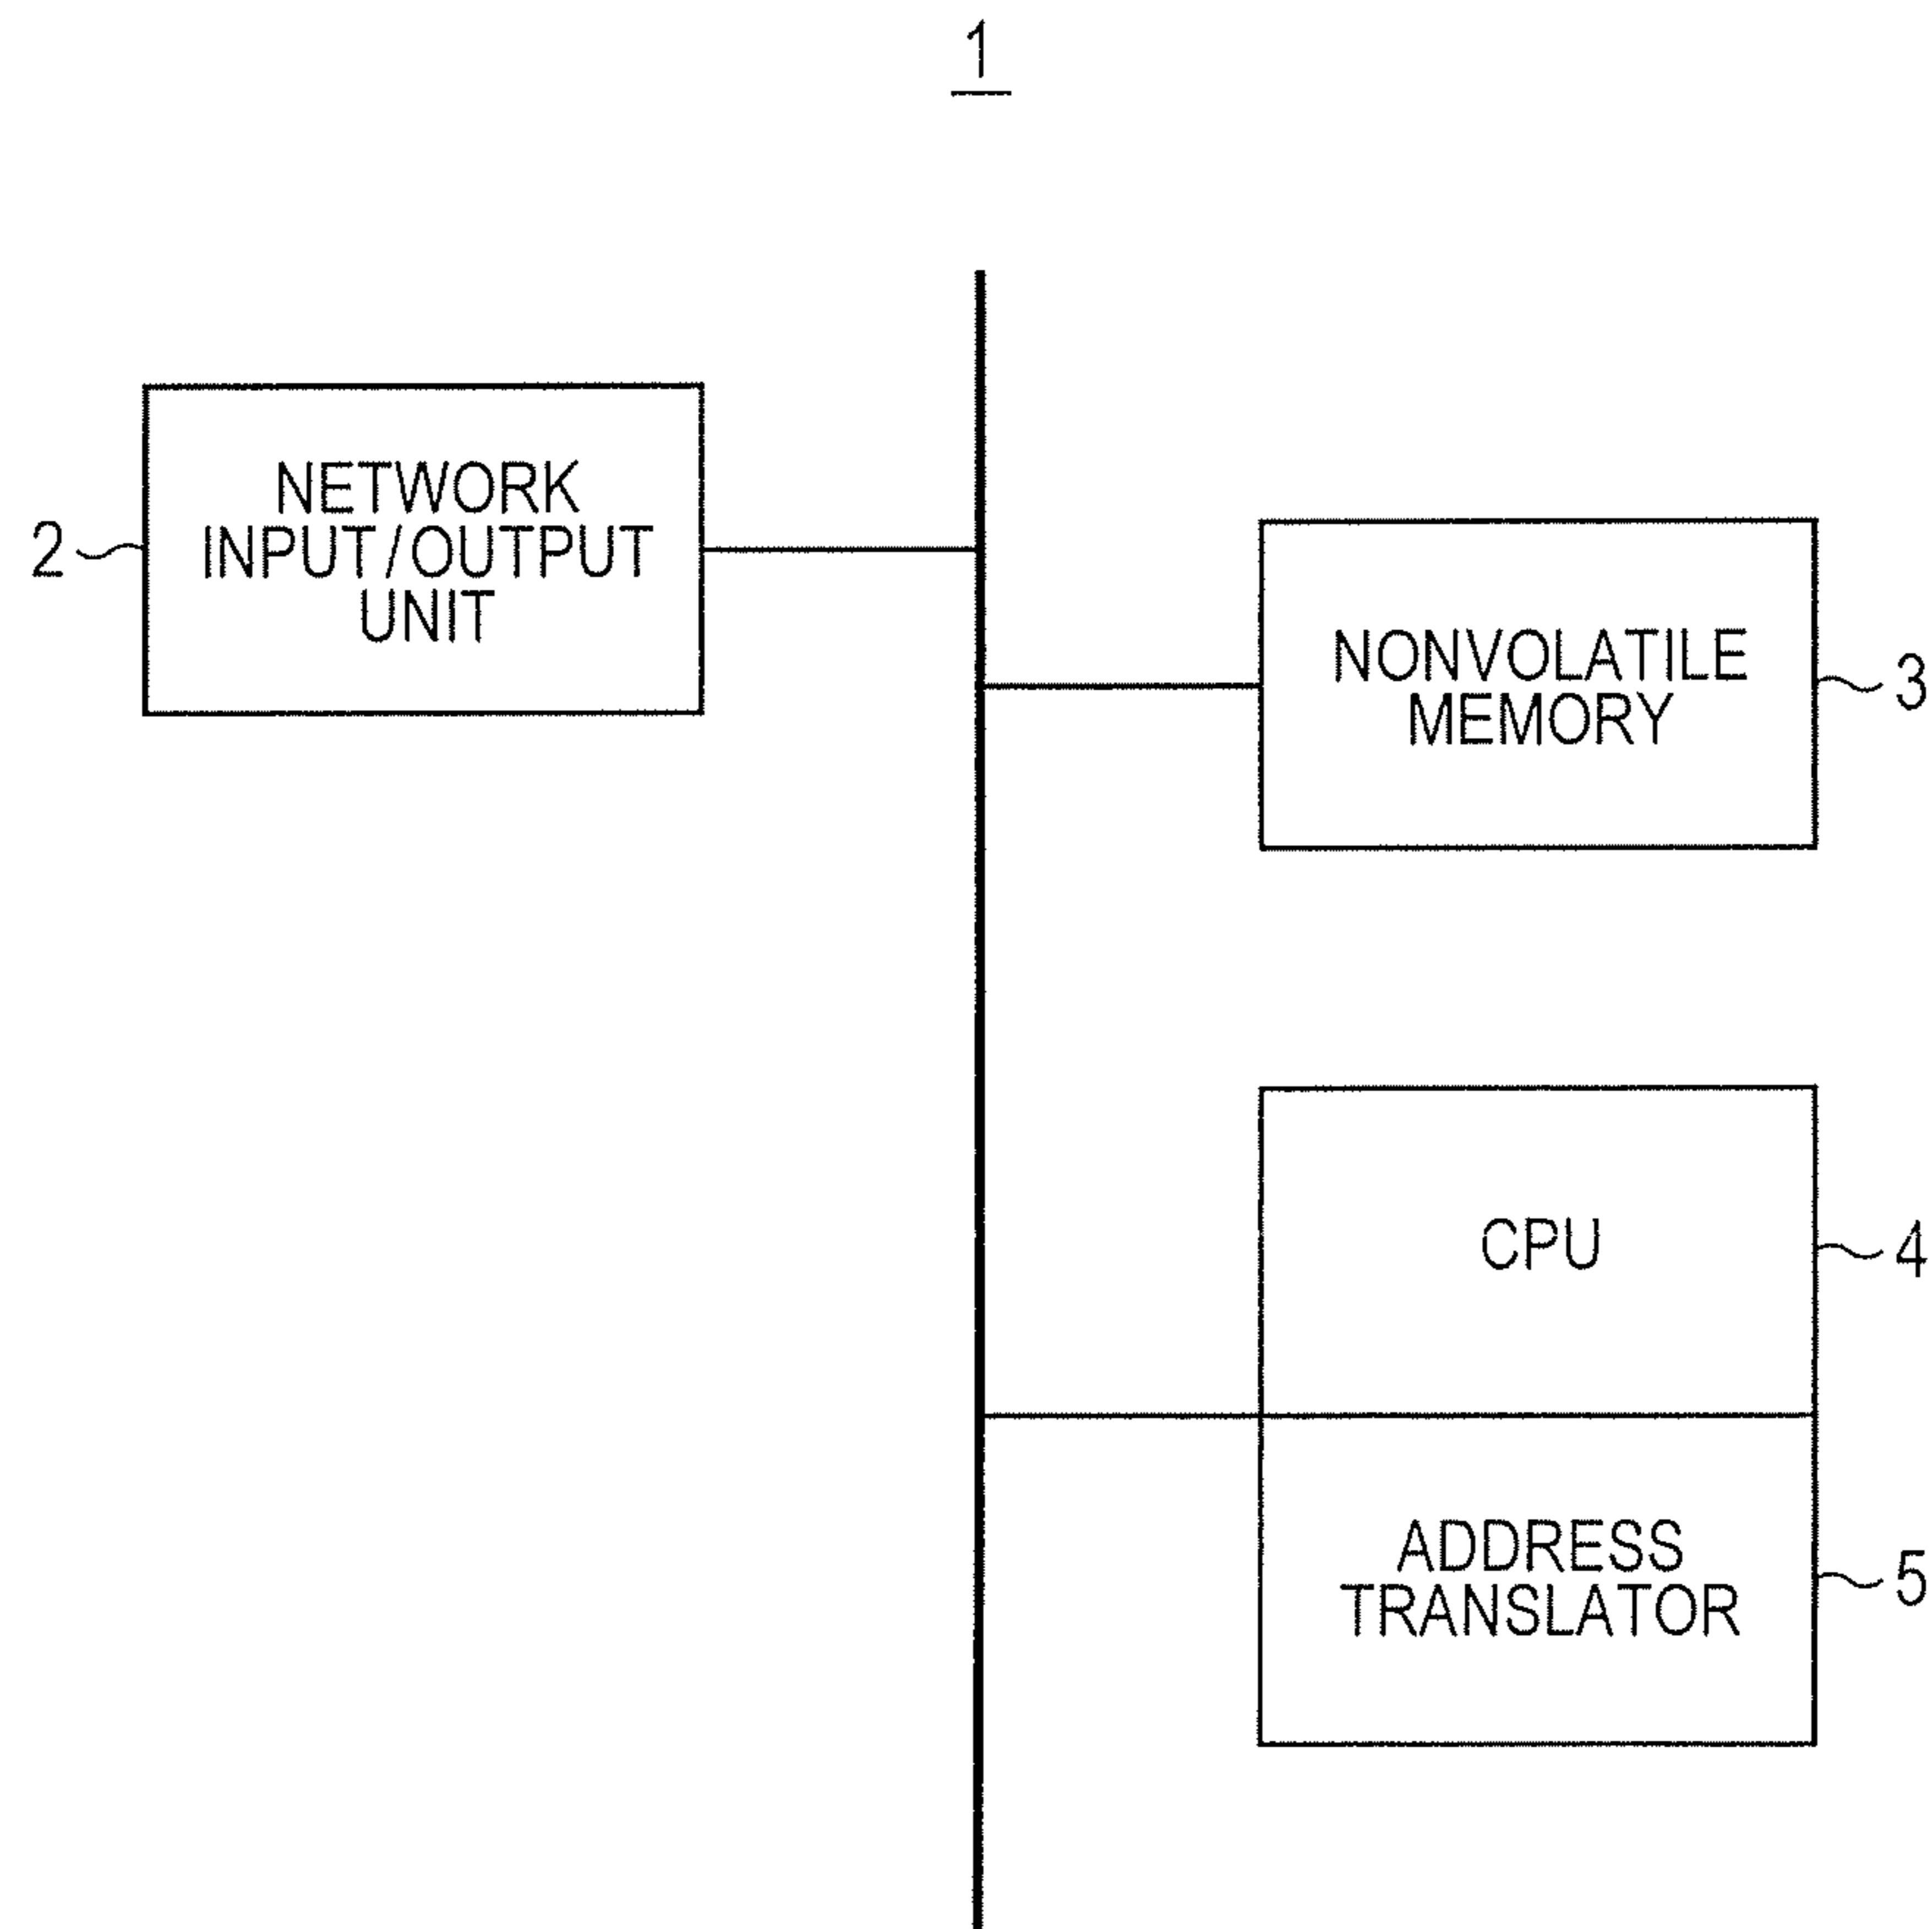 1
2
NETWORK
INPUT/OUTPUT
UNIT
NONVOLATILE
MEMORY
3
CPU
4
ADDRESS
TRANSLATOR
5